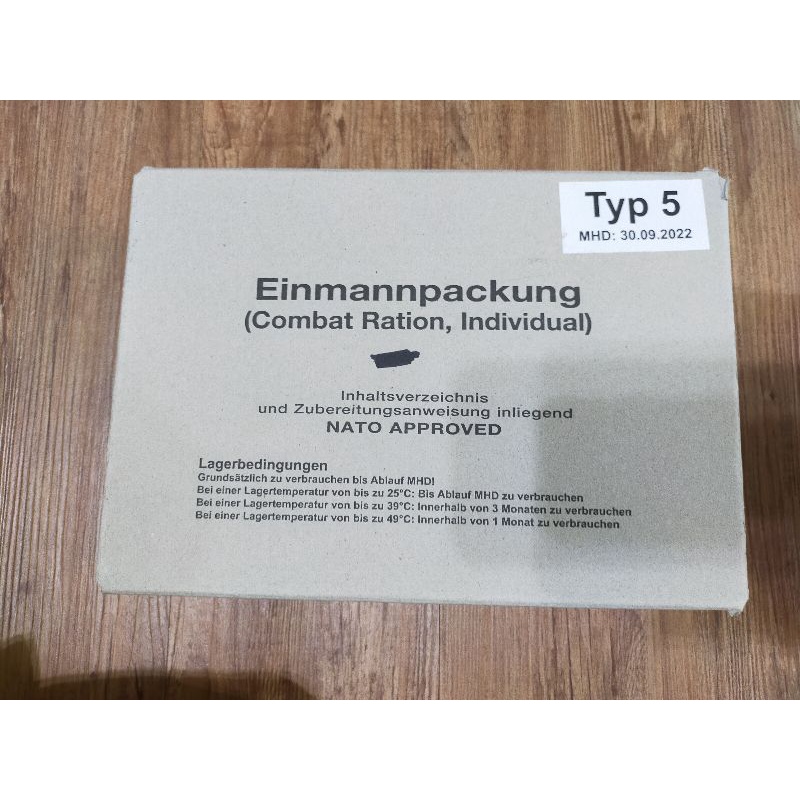 Typ 5
MHD: 30.09.2022
Einmannpackung
(Combat Ration, Individual)
Inhaltsverzeichnis
und Zubereitungsanweisung inliegend
NATO APPROVED
Lagerbedingungen
Grundsätzlich zu verbrauchen bis Ablauf MHD!
Bei einer Lagertemperatur von bis zu 25°C: Bis Ablauf MHD zu verbrauchen
Bei einer Lagertemperatur von bis zu 39°C: Innerhalb von 3 Monaten zu verbrauchen
Bei einer Lagertemperatur von bis zu 49°C: Innerhalb von 1 Monat zu verbrauchen